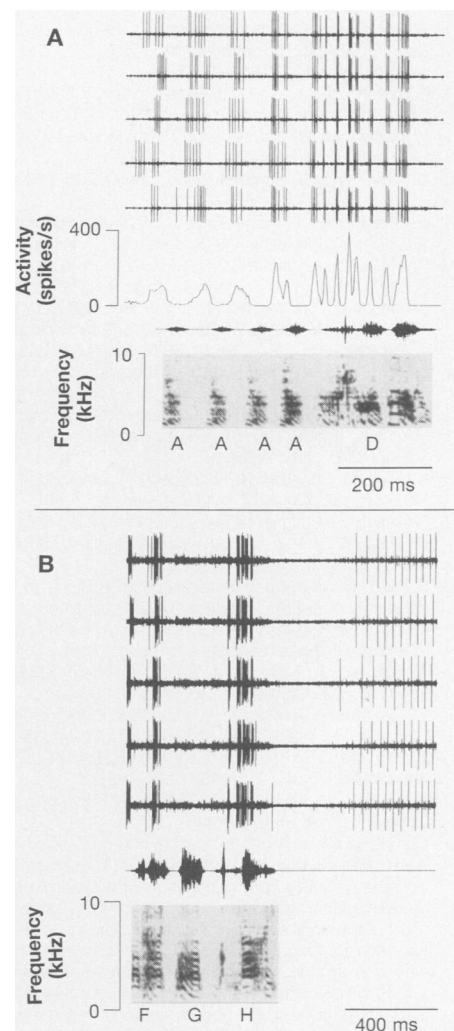 A
400
Activity
(spikes/s)
0
10
Frequency
(kHz)
0
A A A A D
200 ms
B
10
Frequency
(kHz)
0
F G H
400 ms